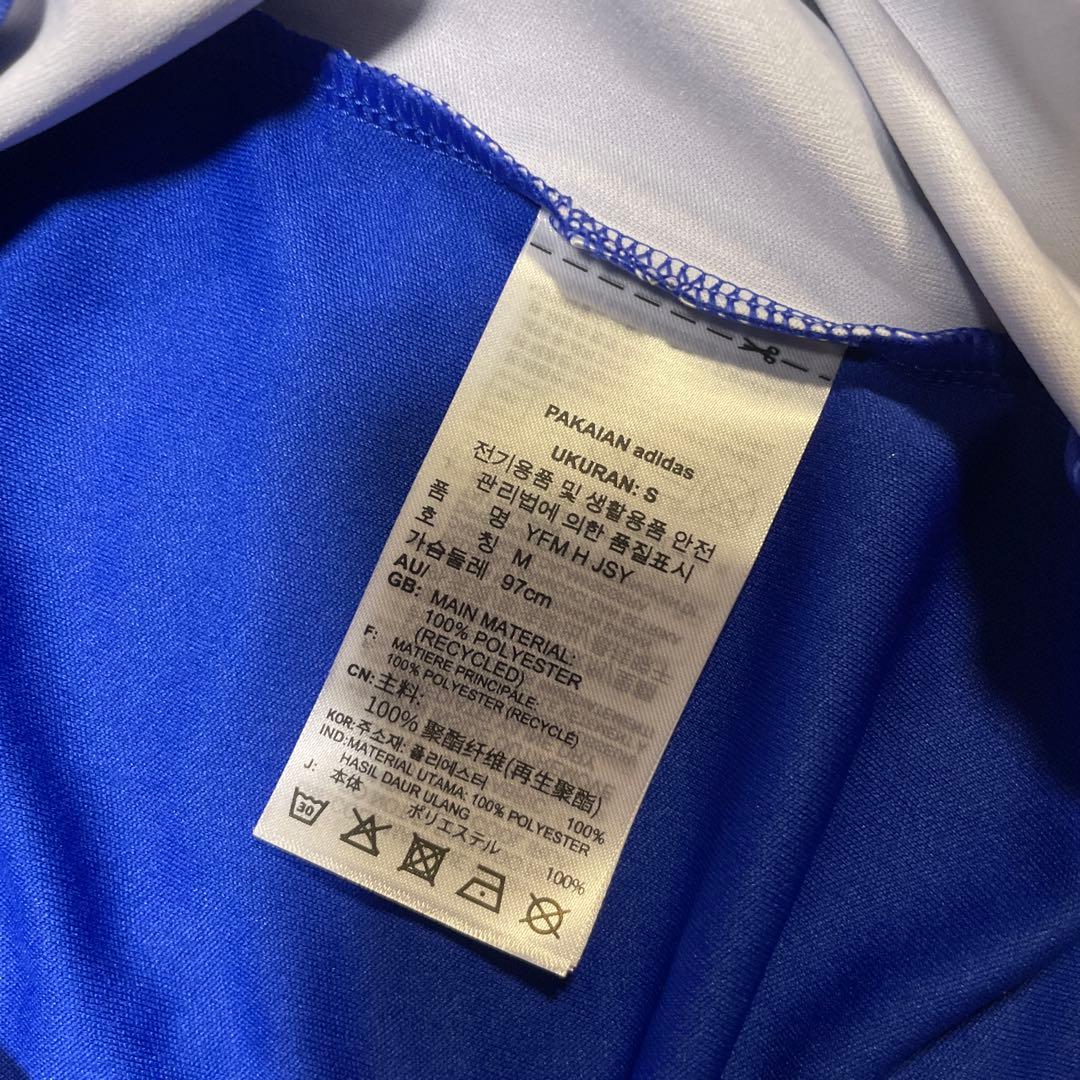 PAKAIAN adidas
UKURAN: S
전기용품 및 생활용품 안전
관리법에 의한 품질표시
품 명 YFM H JSY
호 칭 M
가슴둘레 97cm
AU/
GB: MAIN MATERIAL:
100% POLYESTER
(RECYCLED)
F: MATIERE PRINCIPALE:
100% POLYESTER (RECYCLÉ)
CN: 主料:
100% 聚酯纤维(再生聚酯)
KOR: 주소재: 폴리에스터 100%
IND: MATERIAL UTAMA: 100% POLYESTER
HASIL DAUR ULANG
J: 本体 ポリエステル 100%
30